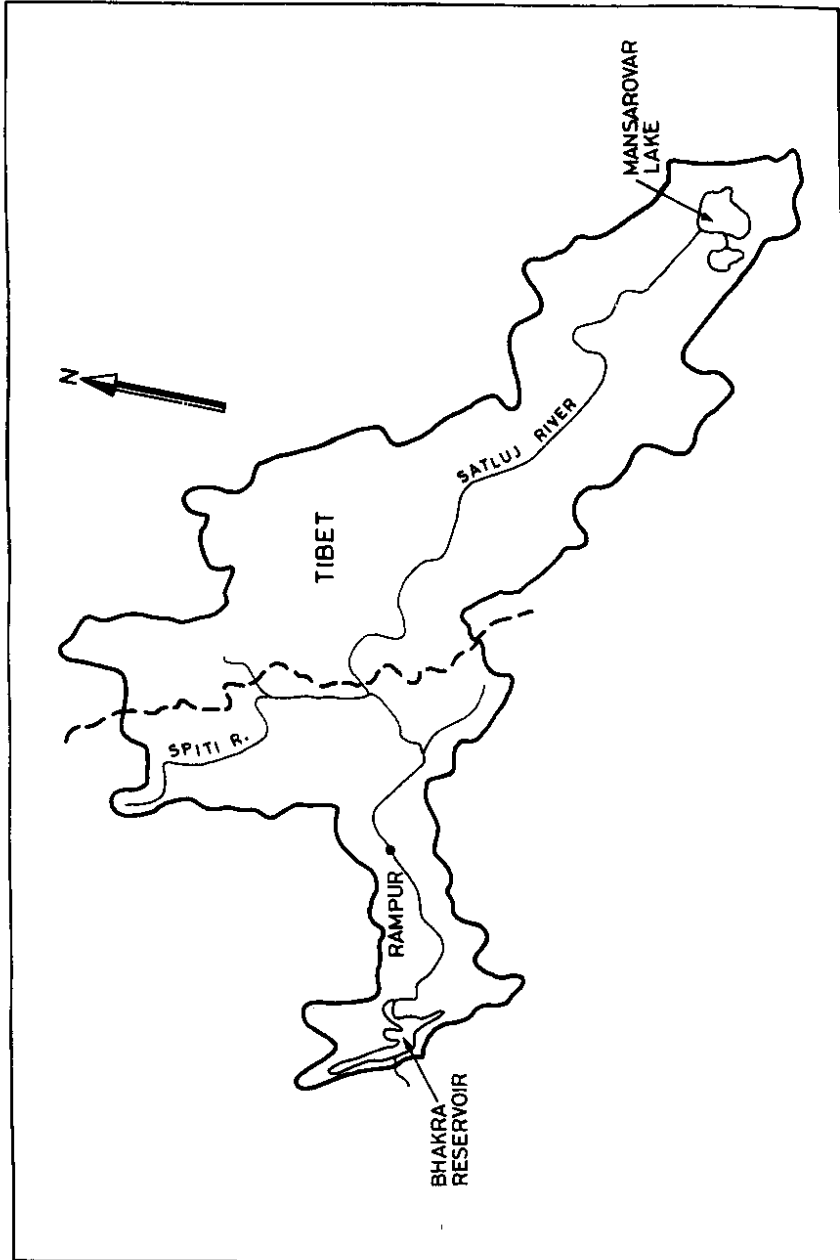 N
MANSAROVAR
LAKE
TIBET
SATLUJ RIVER
SPITI R.
RAMPUR
BHAKRA
RESERVOIR